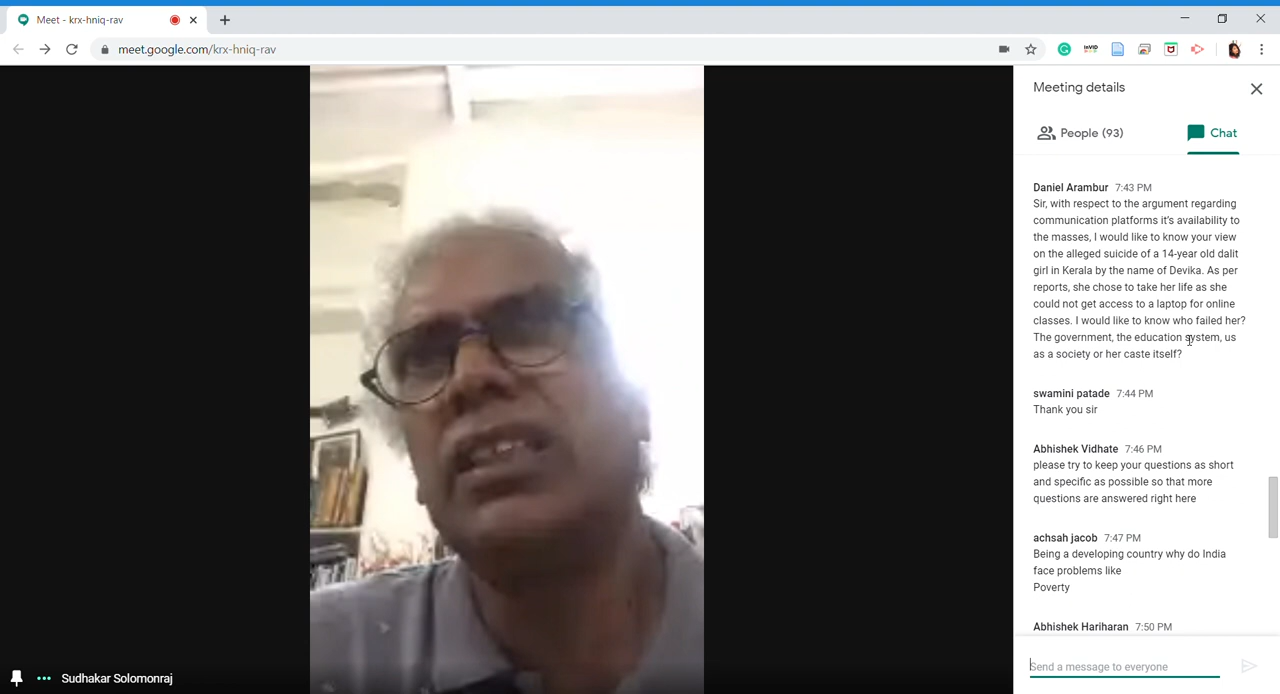 Meet - krx-hniq-rav
meet.google.com/krx-hniq-rav
InVID
Meeting details
People (93)
Chat
Daniel Arambur 7:43 PM
Sir, with respect to the argument regarding
communication platforms it's availability to
the masses, I would like to know your view
on the alleged suicide of a 14-year old dalit
girl in Kerala by the name of Devika. As per
reports, she chose to take her life as she
could not get access to a laptop for online
classes. I would like to know who failed her?
The government, the education system, us
as a society or her caste itself?
swamini patade 7:44 PM
Thank you sir
Abhishek Vidhate 7:46 PM
please try to keep your questions as short
and specific as possible so that more
questions are answered right here
achsah jacob 7:47 PM
Being a developing country why do India
face problems like
Poverty
Abhishek Hariharan 7:50 PM
Send a message to everyone
Sudhakar Solomonraj